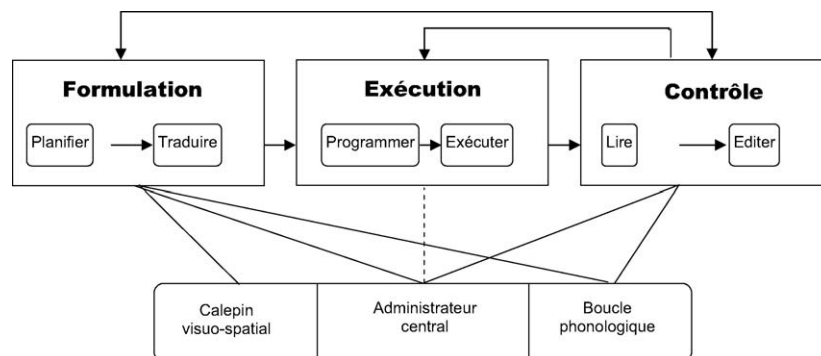 Formulation
Planifier
Traduire
Exécution
Programmer
Exécuter
Contrôle
Lire
Editer
Calepin
visuo-spatial
Administrateur
central
Boucle
phonologique